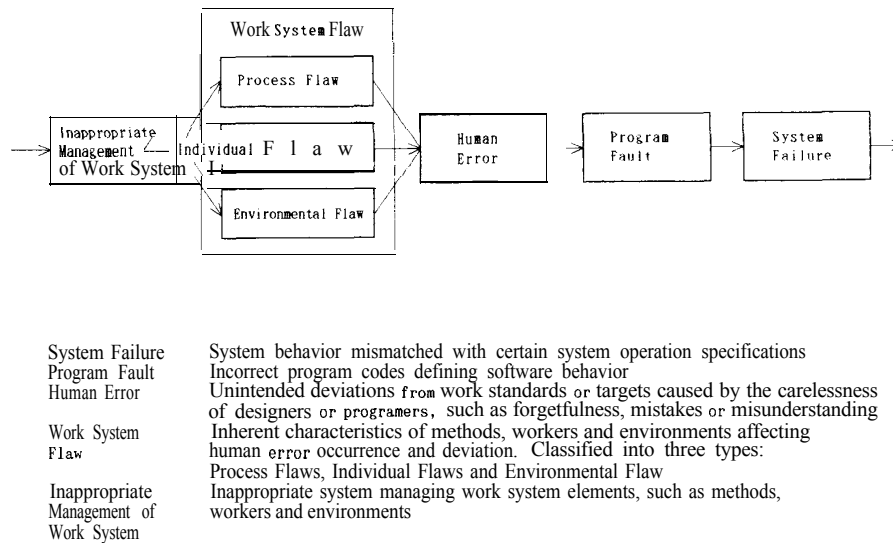 Work System Flaw
Process Flaw
Inappropriate
Management
of Work System
Individual Flaw
Environmental Flaw
Human
Error
Program
Fault
System
Failure
System Failure System behavior mismatched with certain system operation specifications
Program Fault Incorrect program codes defining software behavior
Human Error Unintended deviations from work standards or targets caused by the carelessness
of designers or programers, such as forgetfulness, mistakes or misunderstanding
Work System Inherent characteristics of methods, workers and environments affecting
Flaw human error occurrence and deviation. Classified into three types:
Process Flaws, Individual Flaws and Environmental Flaw
Inappropriate Inappropriate system managing work system elements, such as methods,
Management of workers and environments
Work System